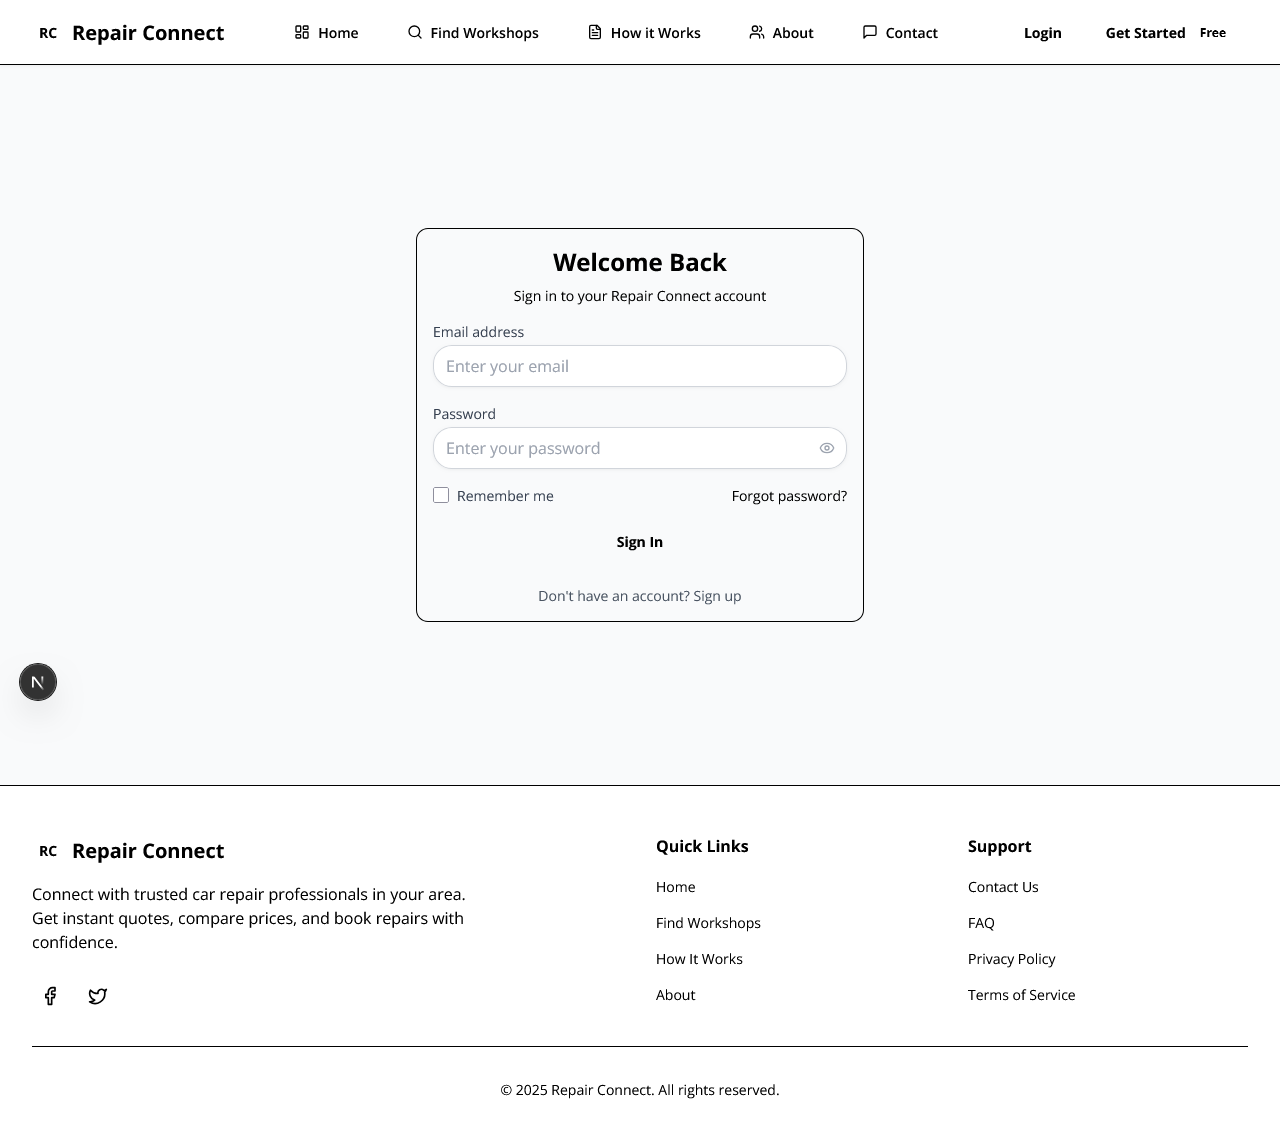 RC Repair Connect Home Find Workshops How it Works About Contact Login Get Started Free
Welcome Back
Sign in to your Repair Connect account
Email address
Enter your email
Password
Enter your password
Remember me Forgot password?
Sign In
Don't have an account? Sign up
N
RC Repair Connect
Connect with trusted car repair professionals in your area.
Get instant quotes, compare prices, and book repairs with
confidence.
Quick Links
Home
Find Workshops
How It Works
About
Support
Contact Us
FAQ
Privacy Policy
Terms of Service
© 2025 Repair Connect. All rights reserved.